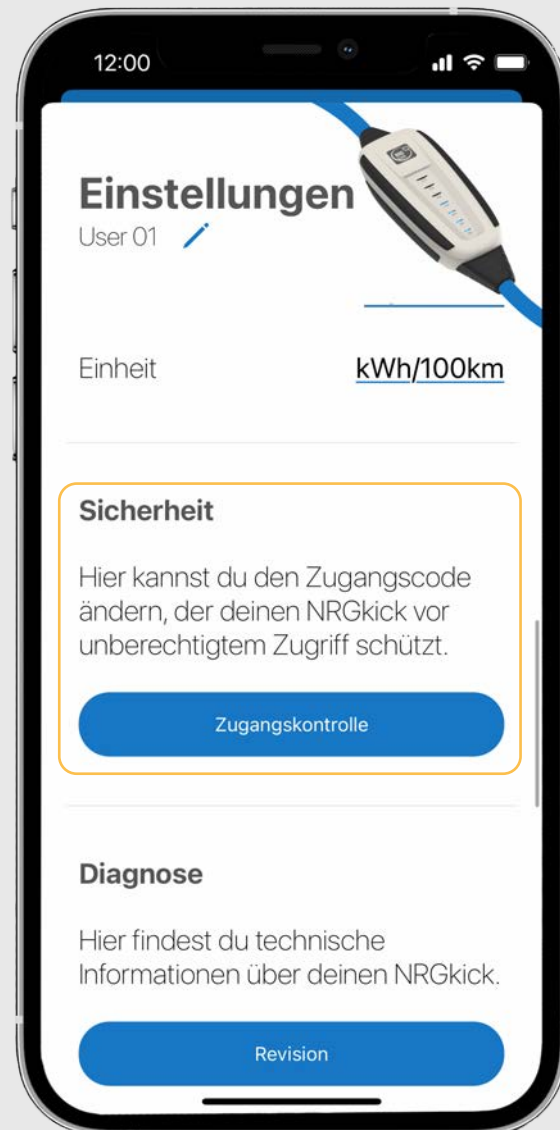 12:00
Einstellungen
User 01
Einheit kWh/100km
Sicherheit
Hier kannst du den Zugangscode
ändern, der deinen NRGkick vor
unberechtigtem Zugriff schützt.
Zugangskontrolle
Diagnose
Hier findest du technische
Informationen über deinen NRGkick.
Revision